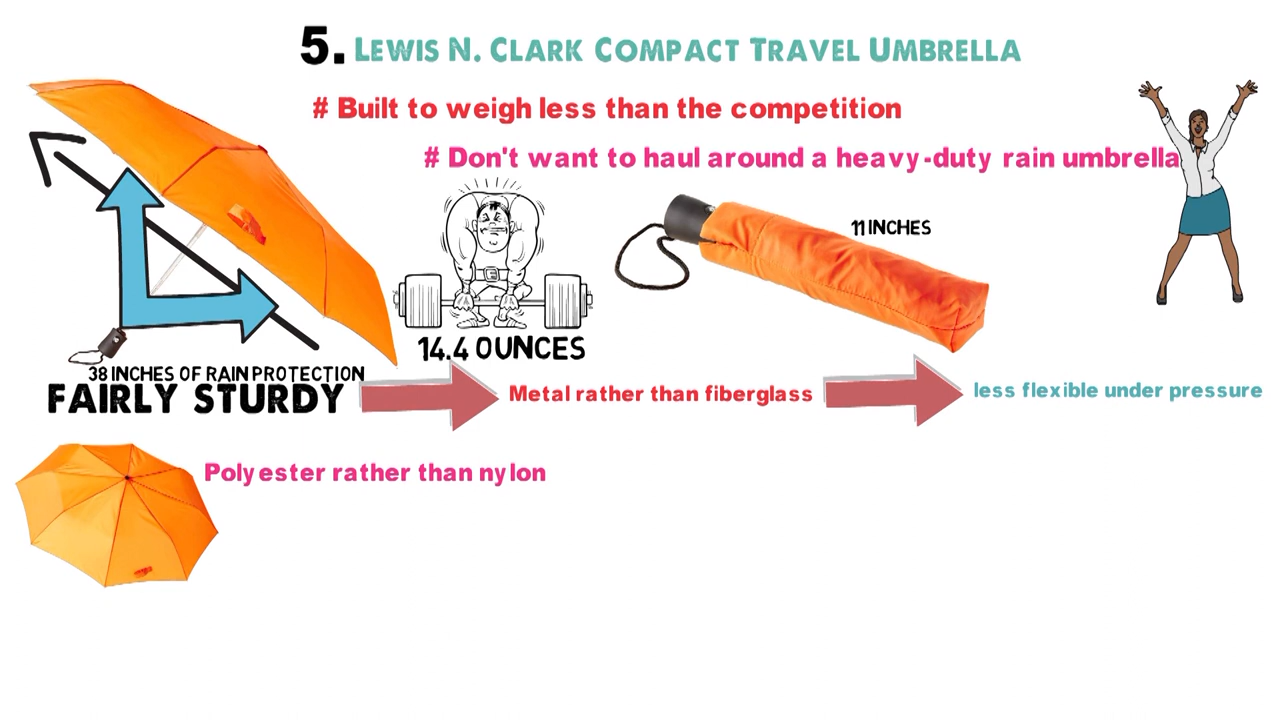 5. Lewis N. Clark Compact Travel Umbrella
# Built to weigh less than the competition
# Don't want to haul around a heavy-duty rain umbrella
11 INCHES
14.4 OUNCES
38 INCHES OF RAIN PROTECTION
FAIRLY STURDY
Metal rather than fiberglass
less flexible under pressure
Polyester rather than nylon